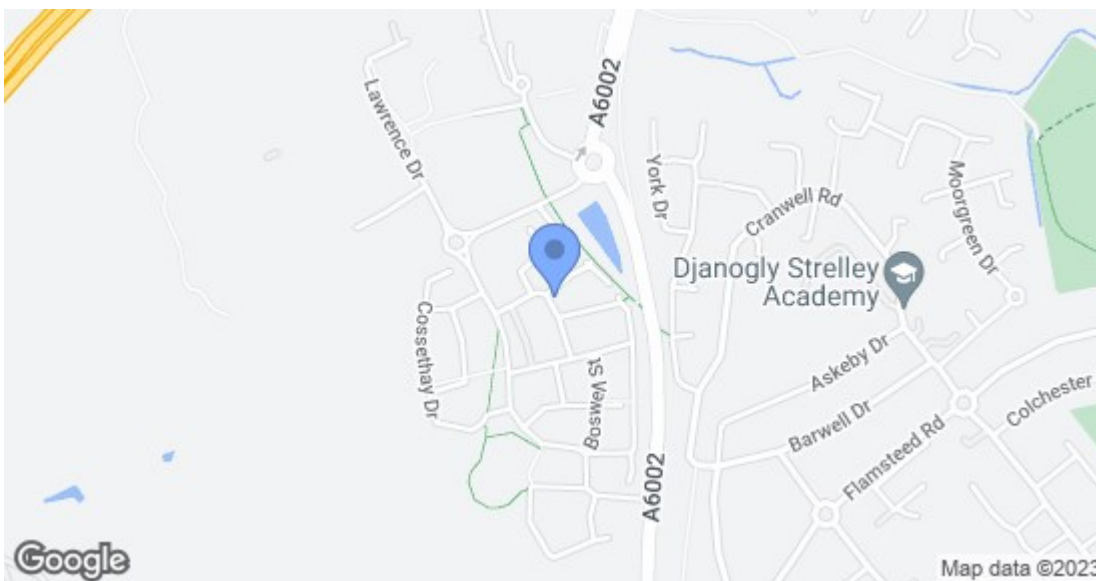 Lawrence Dr
A6002
York Dr
Cranwell Rd
Moorgreen Dr
Djanogly Strelley
Academy
Cossethay Dr
Boswell St
Askeby Dr
Barwell Dr
Colchester
Flamsteed Rd
A6002
Google
Map data ©2023